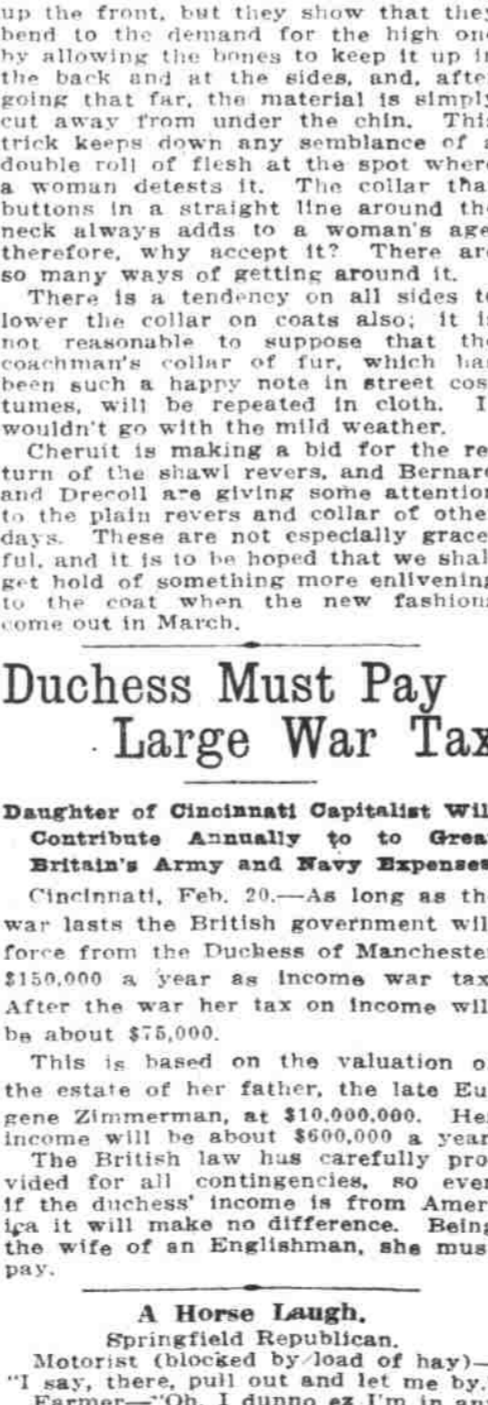 up the front, but they show that they
bend to the demand for the high one
by allowing the bones to keep it up in
the back and at the sides, and, after
going that far, the material is simply
cut away from under the chin. This
trick keeps down any semblance of a
double roll of flesh at the spot where
a woman detests it. The collar that
buttons in a straight line around the
neck always adds to a woman's age,
therefore, why accept it? There are
so many ways of getting around it.
There is a tendency on all sides to
lower the collar on coats also; it is
not reasonable to suppose that the
coachman's collar of fur, which has
been such a happy note in street cos-
tumes, will be repeated in cloth. I
wouldn't go with the mild weather.
Cheruit is making a bid for the re-
turn of the shawl revers, and Bernard
and Drecoll are giving some attention
to the plain revers and collar of other
days. These are not especially grace-
ful, and it is to be hoped that we shall
get hold of something more enlivening
to the coat when the new fashions
come out in March.
Duchess Must Pay
Large War Tax
Daughter of Cincinnati Capitalist Will
Contribute Annually to to Great
Britain's Army and Navy Expenses
Cincinnati, Feb. 20.—As long as the
war lasts the British government will
force from the Duchess of Manchester
$150,000 a year as income war tax.
After the war her tax on income will
be about $75,000.
This is based on the valuation of
the estate of her father, the late Eu-
gene Zimmerman, at $10,000,000. Her
income will be about $600,000 a year.
The British law has carefully pro-
vided for all contingencies, so even
if the duchess' income is from Amer-
ica it will make no difference. Being
the wife of an Englishman, she must
pay.
A Horse Laugh.
Springfield Republican.
Motorist (blocked by load of hay)—
"I say, there, pull out and let me by."
Farmer—"Oh, I dunno ez I'm in any